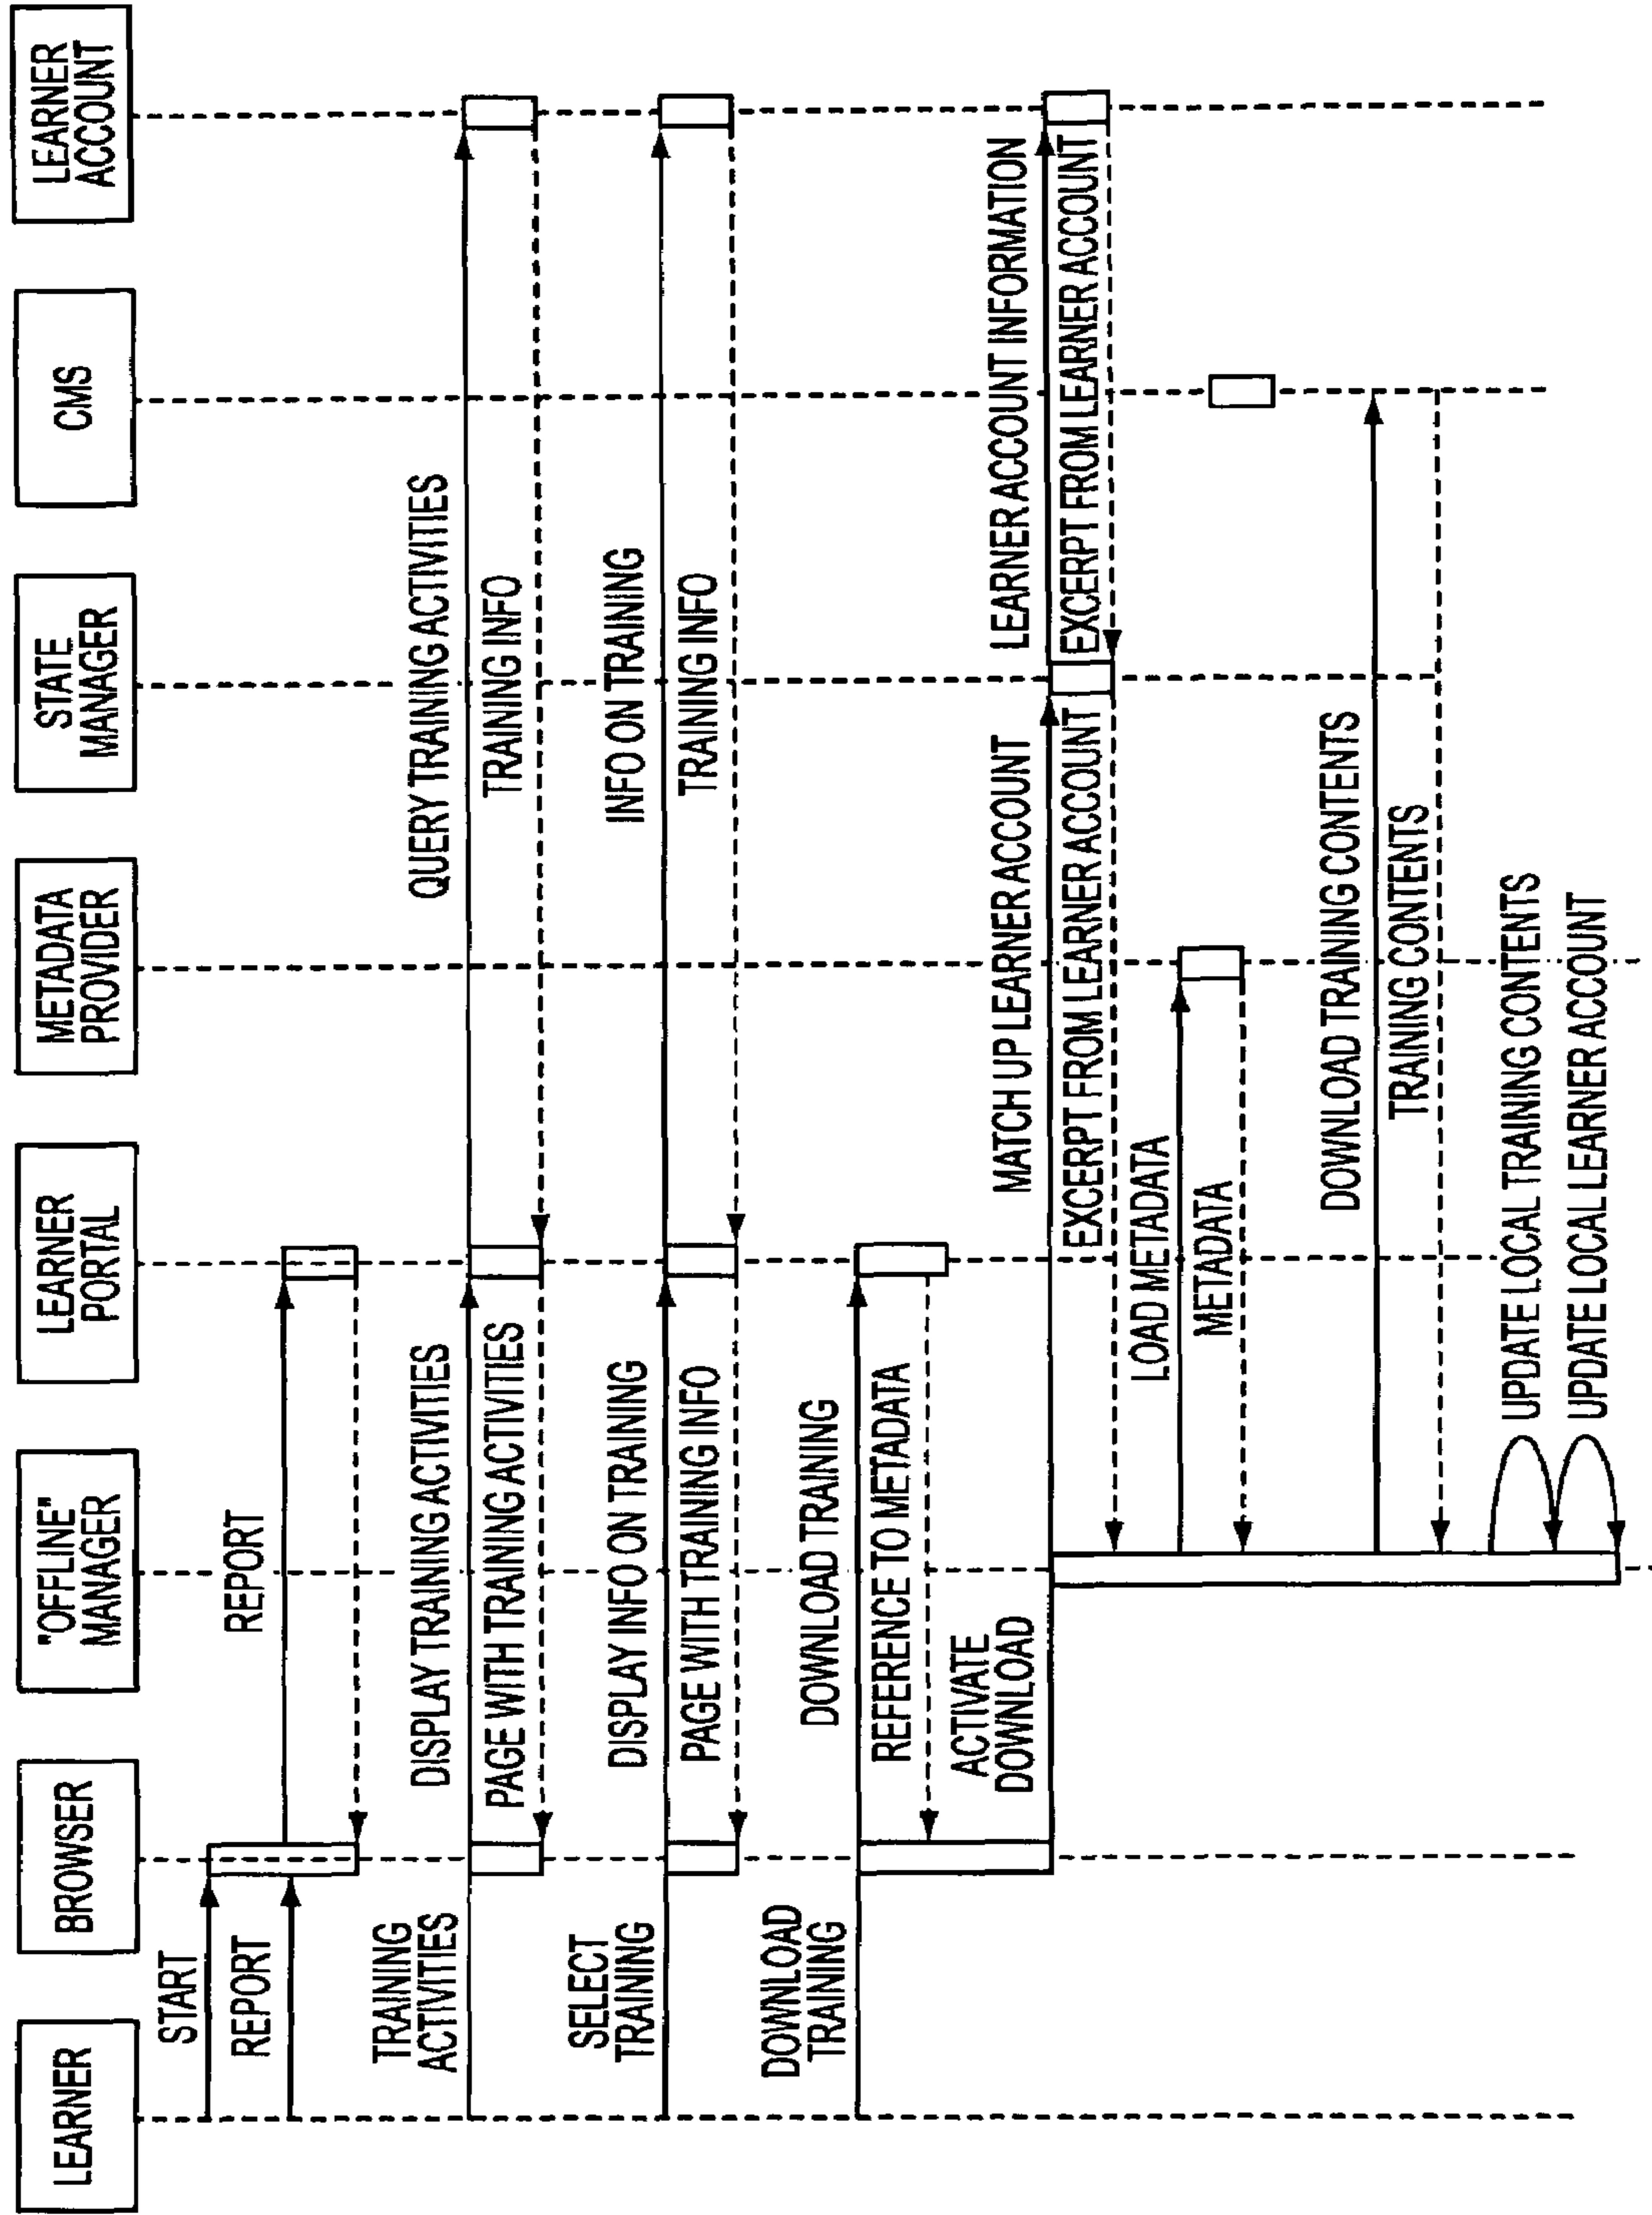 LEARNER
BROWSER
"OFFLINE"
MANAGER
LEARNER
PORTAL
METADATA
PROVIDER
STATE
MANAGER
CMS
LEARNER
ACCOUNT
START
REPORT
REPORT
TRAINING
ACTIVITIES
DISPLAY TRAINING ACTIVITIES
QUERY TRAINING ACTIVITIES
PAGE WITH TRAINING ACTIVITIES
TRAINING INFO
SELECT
TRAINING
DISPLAY INFO ON TRAINING
INFO ON TRAINING
PAGE WITH TRAINING INFO
TRAINING INFO
DOWNLOAD
TRAINING
DOWNLOAD TRAINING
REFERENCE TO METADATA
ACTIVATE
DOWNLOAD
MATCH UP LEARNER ACCOUNT
LEARNER ACCOUNT INFORMATION
EXCERPT FROM LEARNER ACCOUNT
EXCERPT FROM LEARNER ACCOUNT
LOAD METADATA
METADATA
DOWNLOAD TRAINING CONTENTS
TRAINING CONTENTS
UPDATE LOCAL TRAINING CONTENTS
UPDATE LOCAL LEARNER ACCOUNT